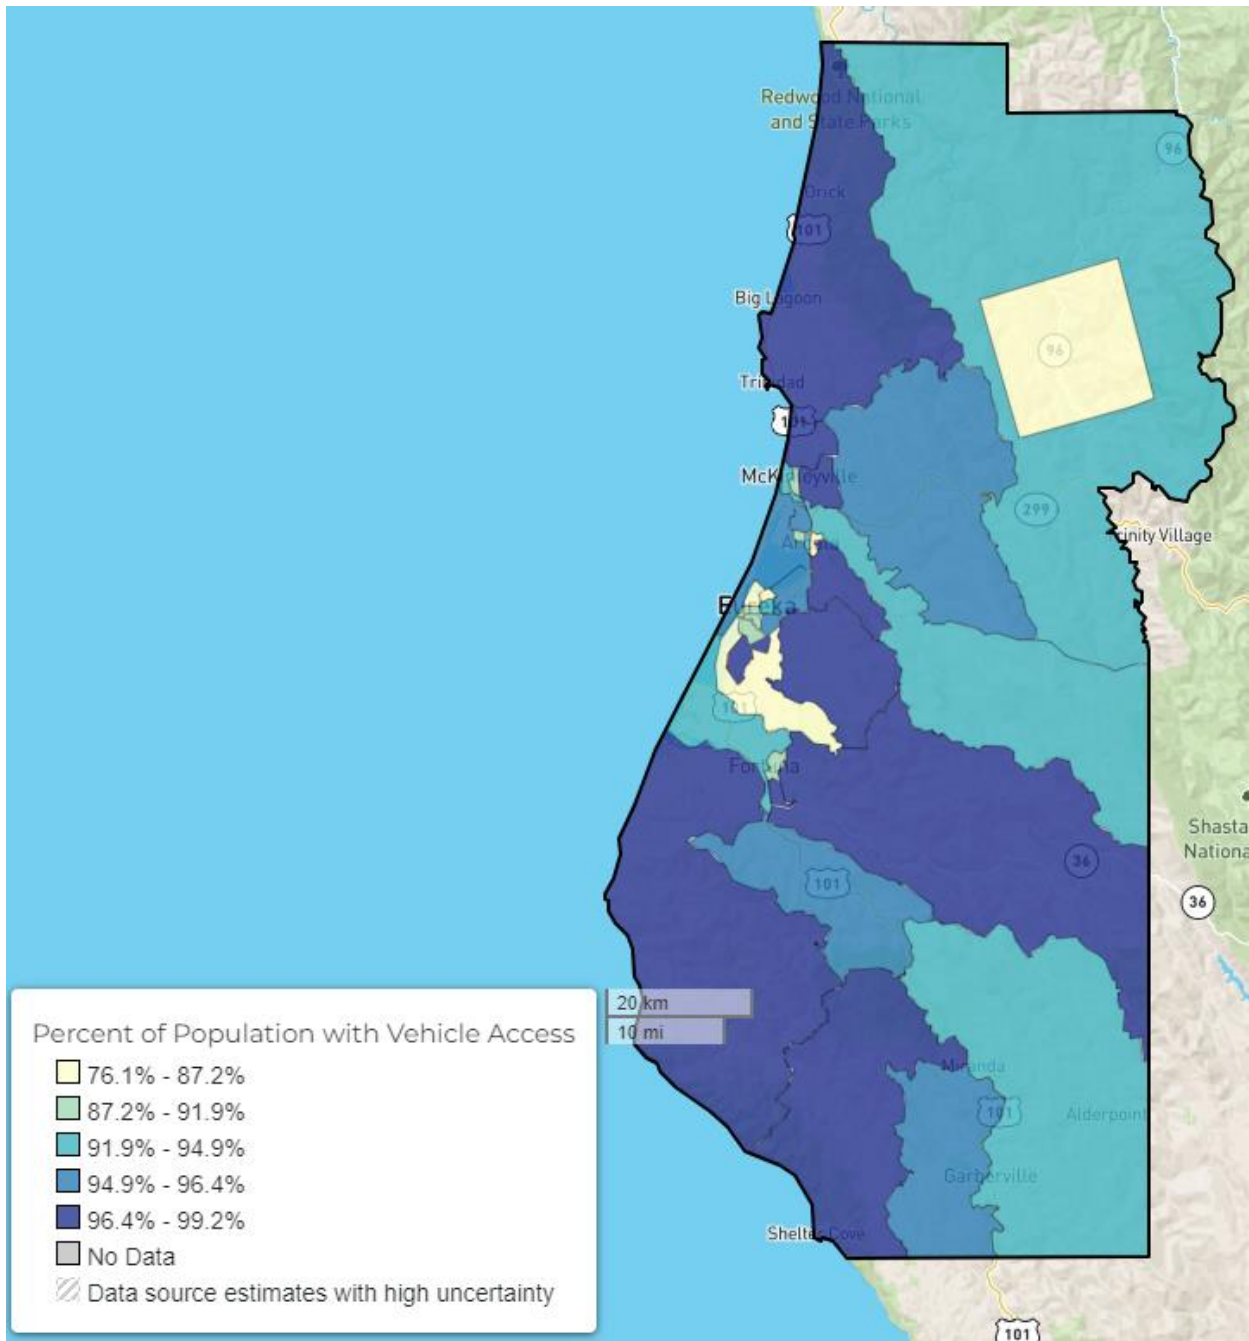 Redwood National
and State Parks
96
Orick
101
Big Lagoon
96
Trinidad
101
McKinleyville
299
Trinity Village
Arcata
Eureka
101
Fortuna
Shasta
National
36
101
36
20 km
10 mi
Miranda
101
Alderpoint
Garberville
Shelter Cove
101
Percent of Population with Vehicle Access
76.1% - 87.2%
87.2% - 91.9%
91.9% - 94.9%
94.9% - 96.4%
96.4% - 99.2%
No Data
Data source estimates with high uncertainty